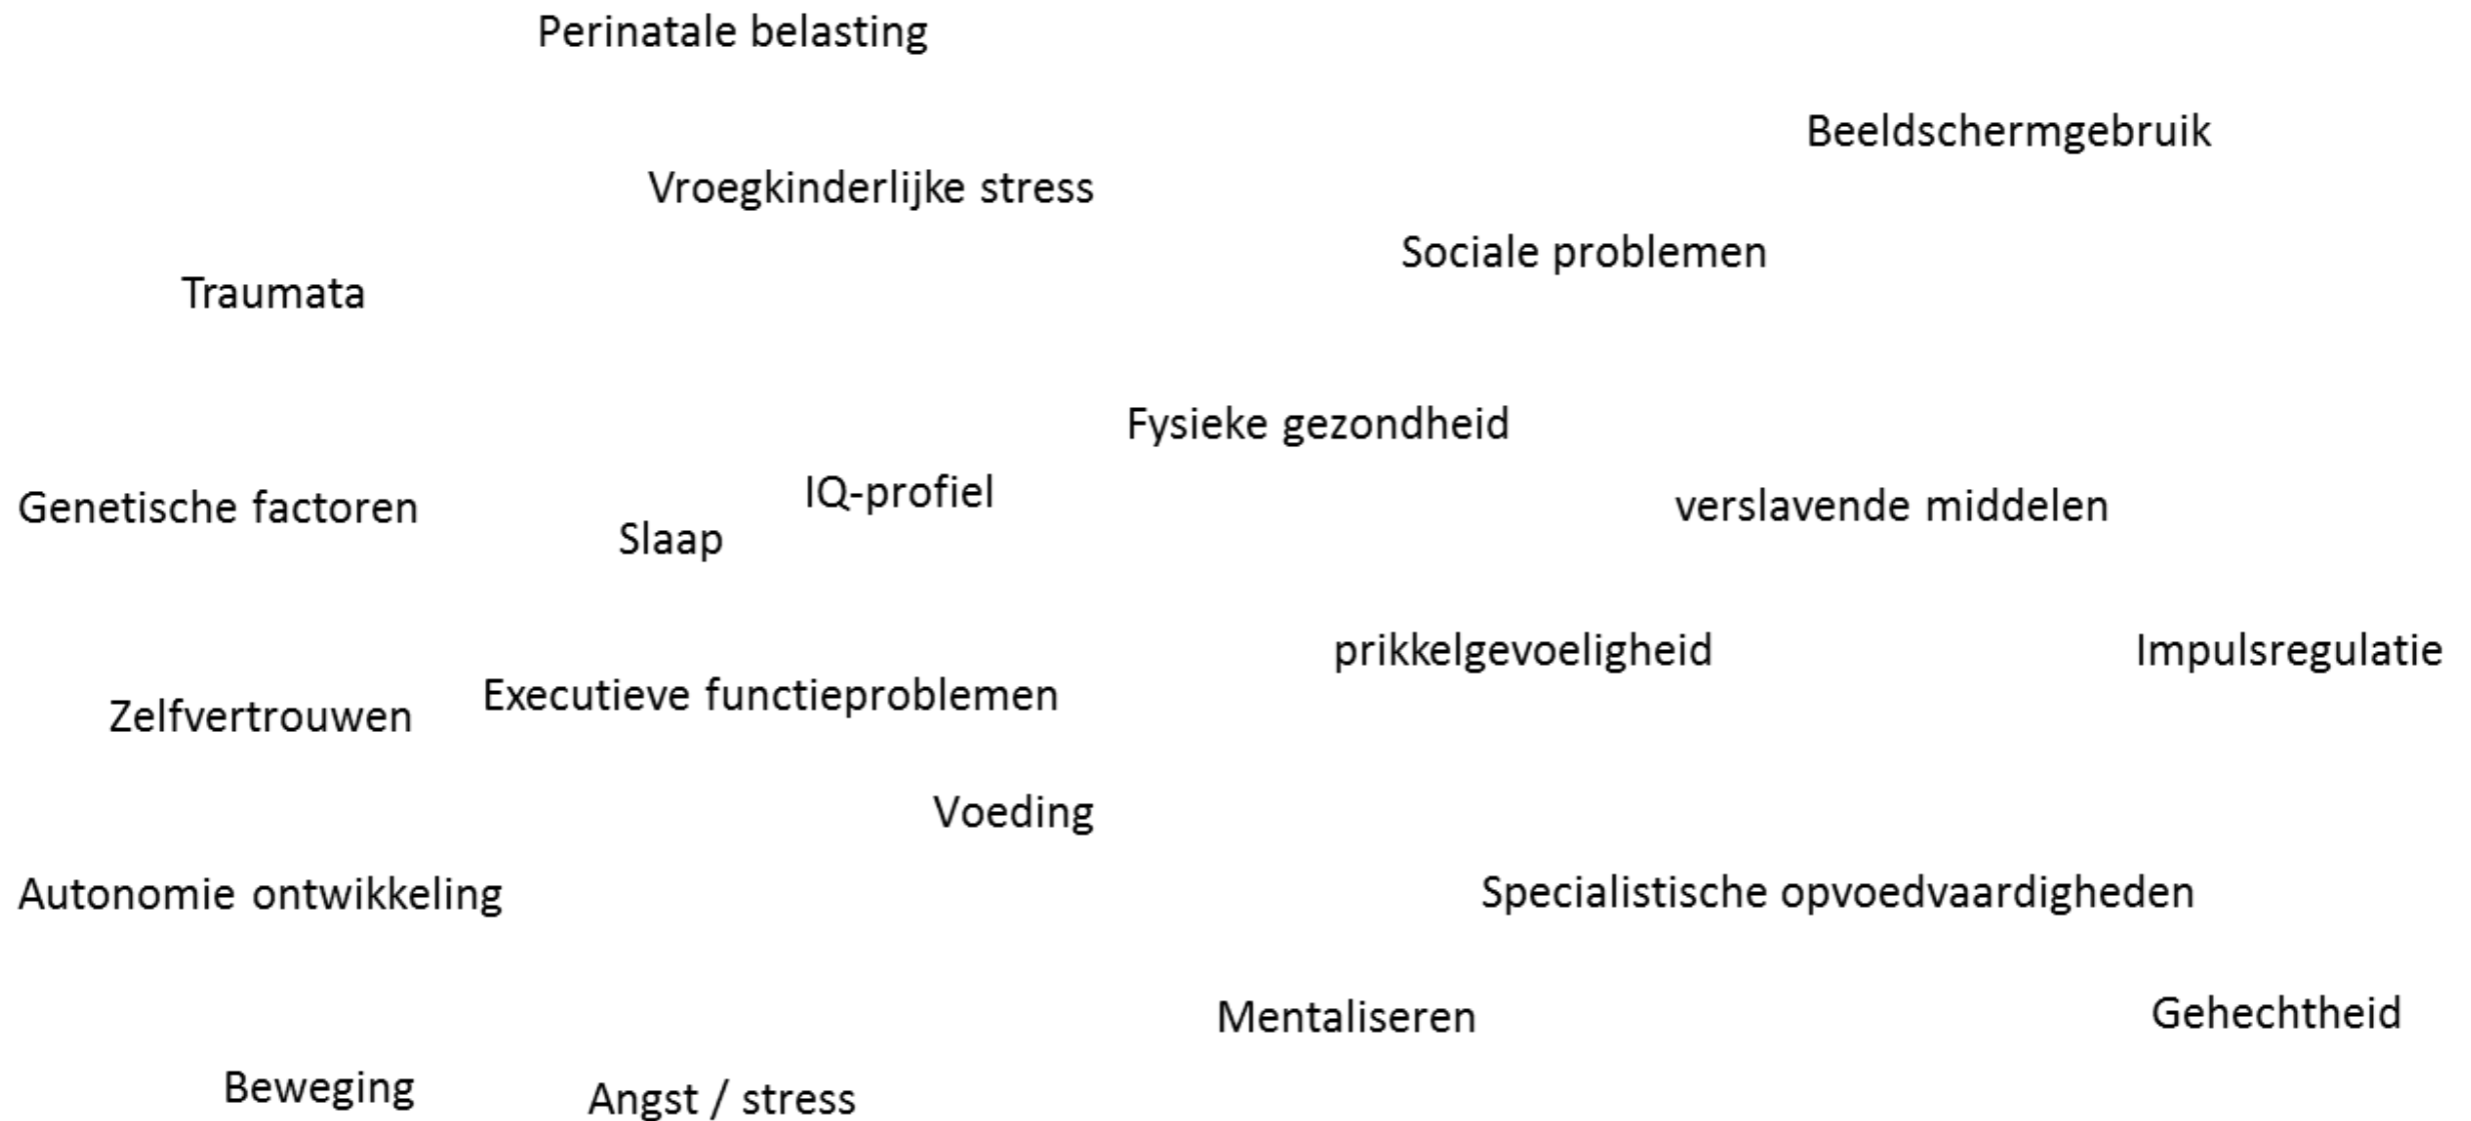 Perinatale belasting
Beeldschermgebruik
Vroegkinderlijke stress
Sociale problemen
Traumata
Fysieke gezondheid
IQ-profiel
Genetische factoren
verslavende middelen
Slaap
prikkelgevoeligheid
Impulsregulatie
Executieve functieproblemen
Zelfvertrouwen
Voeding
Autonomie ontwikkeling
Specialistische opvoedvaardigheden
Mentaliseren
Gehechtheid
Beweging
Angst / stress